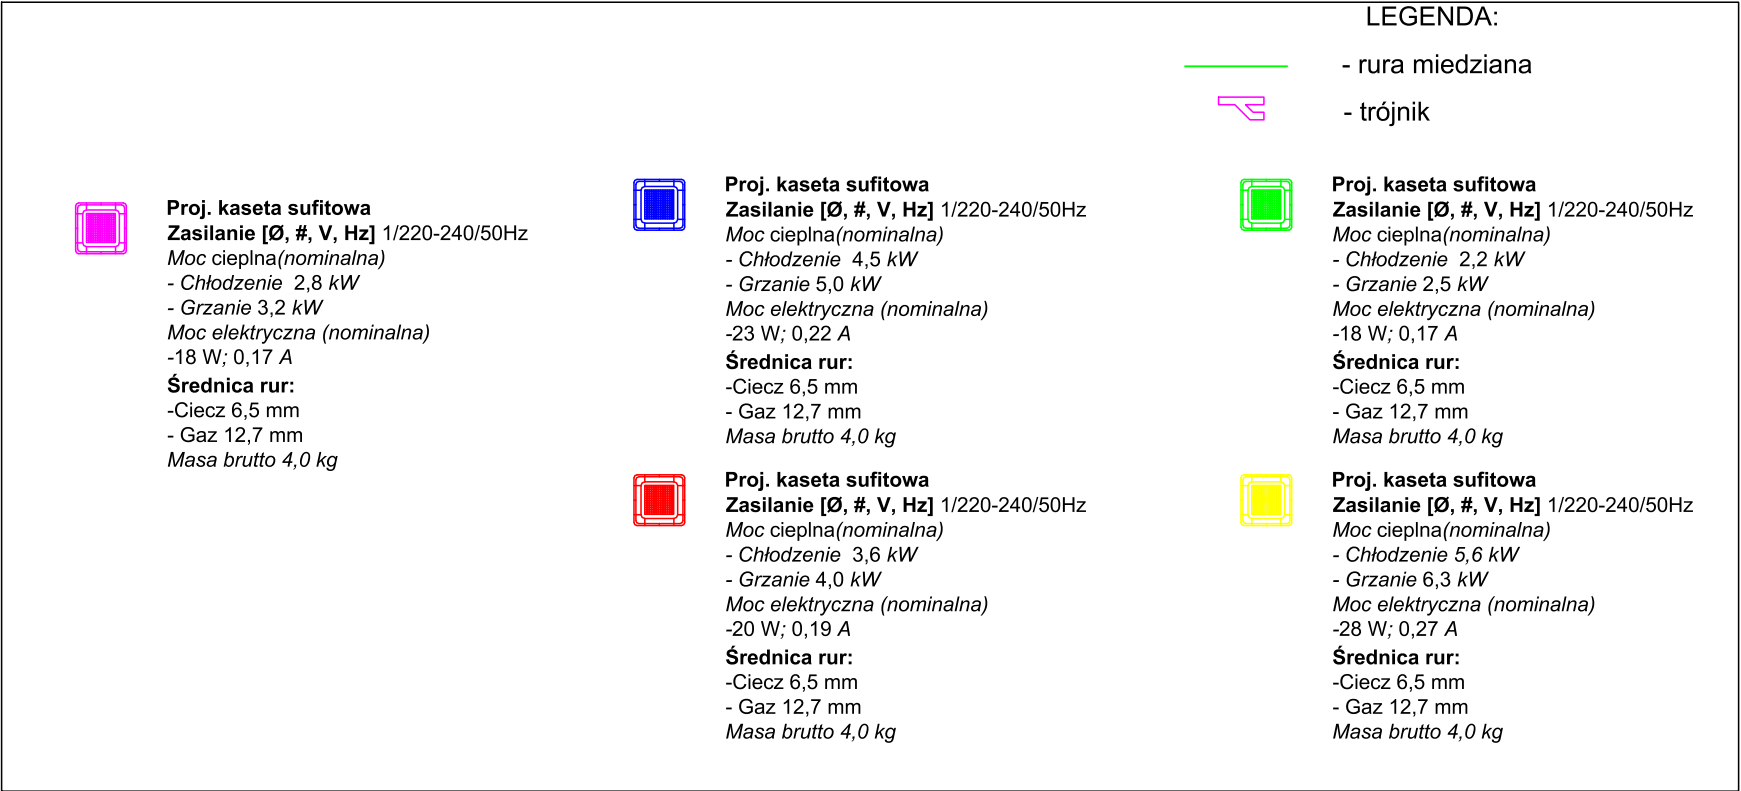 LEGENDA:
- rura miedziana
- trójnik
Proj. kaseta sufitowa
Zasilanie [Ø, #, V, Hz] 1/220-240/50Hz
Moc cieplna(nominalna)
- Chłodzenie 2,8 kW
- Grzanie 3,2 kW
Moc elektryczna (nominalna)
-18 W; 0,17 A
Średnica rur:
-Ciecz 6,5 mm
- Gaz 12,7 mm
Masa brutto 4,0 kg
Proj. kaseta sufitowa
Zasilanie [Ø, #, V, Hz] 1/220-240/50Hz
Moc cieplna(nominalna)
- Chłodzenie 4,5 kW
- Grzanie 5,0 kW
Moc elektryczna (nominalna)
-23 W; 0,22 A
Średnica rur:
-Ciecz 6,5 mm
- Gaz 12,7 mm
Masa brutto 4,0 kg
Proj. kaseta sufitowa
Zasilanie [Ø, #, V, Hz] 1/220-240/50Hz
Moc cieplna(nominalna)
- Chłodzenie 3,6 kW
- Grzanie 4,0 kW
Moc elektryczna (nominalna)
-20 W; 0,19 A
Średnica rur:
-Ciecz 6,5 mm
- Gaz 12,7 mm
Masa brutto 4,0 kg
Proj. kaseta sufitowa
Zasilanie [Ø, #, V, Hz] 1/220-240/50Hz
Moc cieplna(nominalna)
- Chłodzenie 2,2 kW
- Grzanie 2,5 kW
Moc elektryczna (nominalna)
-18 W; 0,17 A
Średnica rur:
-Ciecz 6,5 mm
- Gaz 12,7 mm
Masa brutto 4,0 kg
Proj. kaseta sufitowa
Zasilanie [Ø, #, V, Hz] 1/220-240/50Hz
Moc cieplna(nominalna)
- Chłodzenie 5,6 kW
- Grzanie 6,3 kW
Moc elektryczna (nominalna)
-28 W; 0,27 A
Średnica rur:
-Ciecz 6,5 mm
- Gaz 12,7 mm
Masa brutto 4,0 kg